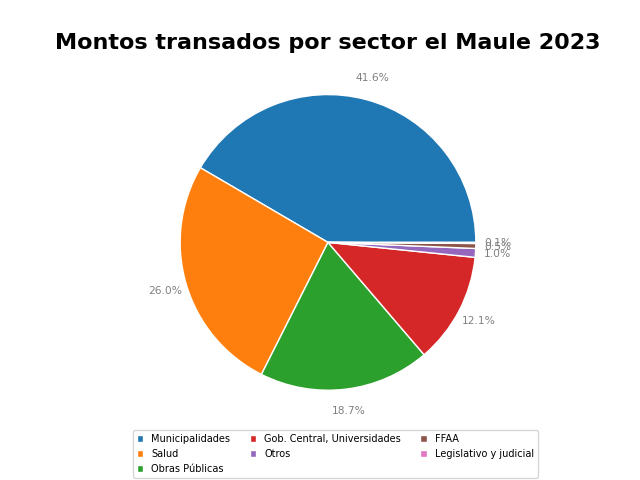 Montos transados por sector el Maule 2023
41.6%
26.0%
18.7%
12.1%
1.0%
0.5%
0.1%
Municipalidades
Salud
Obras Públicas
Gob. Central, Universidades
Otros
FFAA
Legislativo y judicial